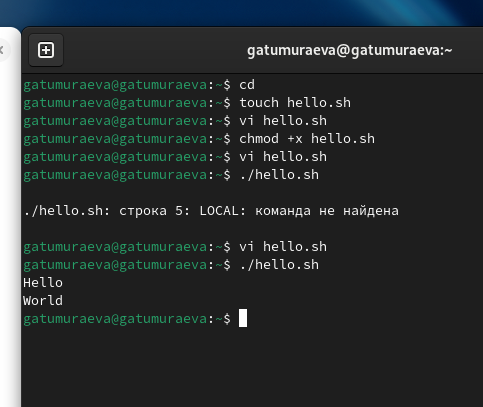 gatumuraeva@gatumuraeva:~
gatumuraeva@gatumuraeva:~$ cd
gatumuraeva@gatumuraeva:~$ touch hello.sh
gatumuraeva@gatumuraeva:~$ vi hello.sh
gatumuraeva@gatumuraeva:~$ chmod +x hello.sh
gatumuraeva@gatumuraeva:~$ vi hello.sh
gatumuraeva@gatumuraeva:~$ ./hello.sh
./hello.sh: строка 5: LOCAL: команда не найдена
gatumuraeva@gatumuraeva:~$ vi hello.sh
gatumuraeva@gatumuraeva:~$ ./hello.sh
Hello
World
gatumuraeva@gatumuraeva:~$